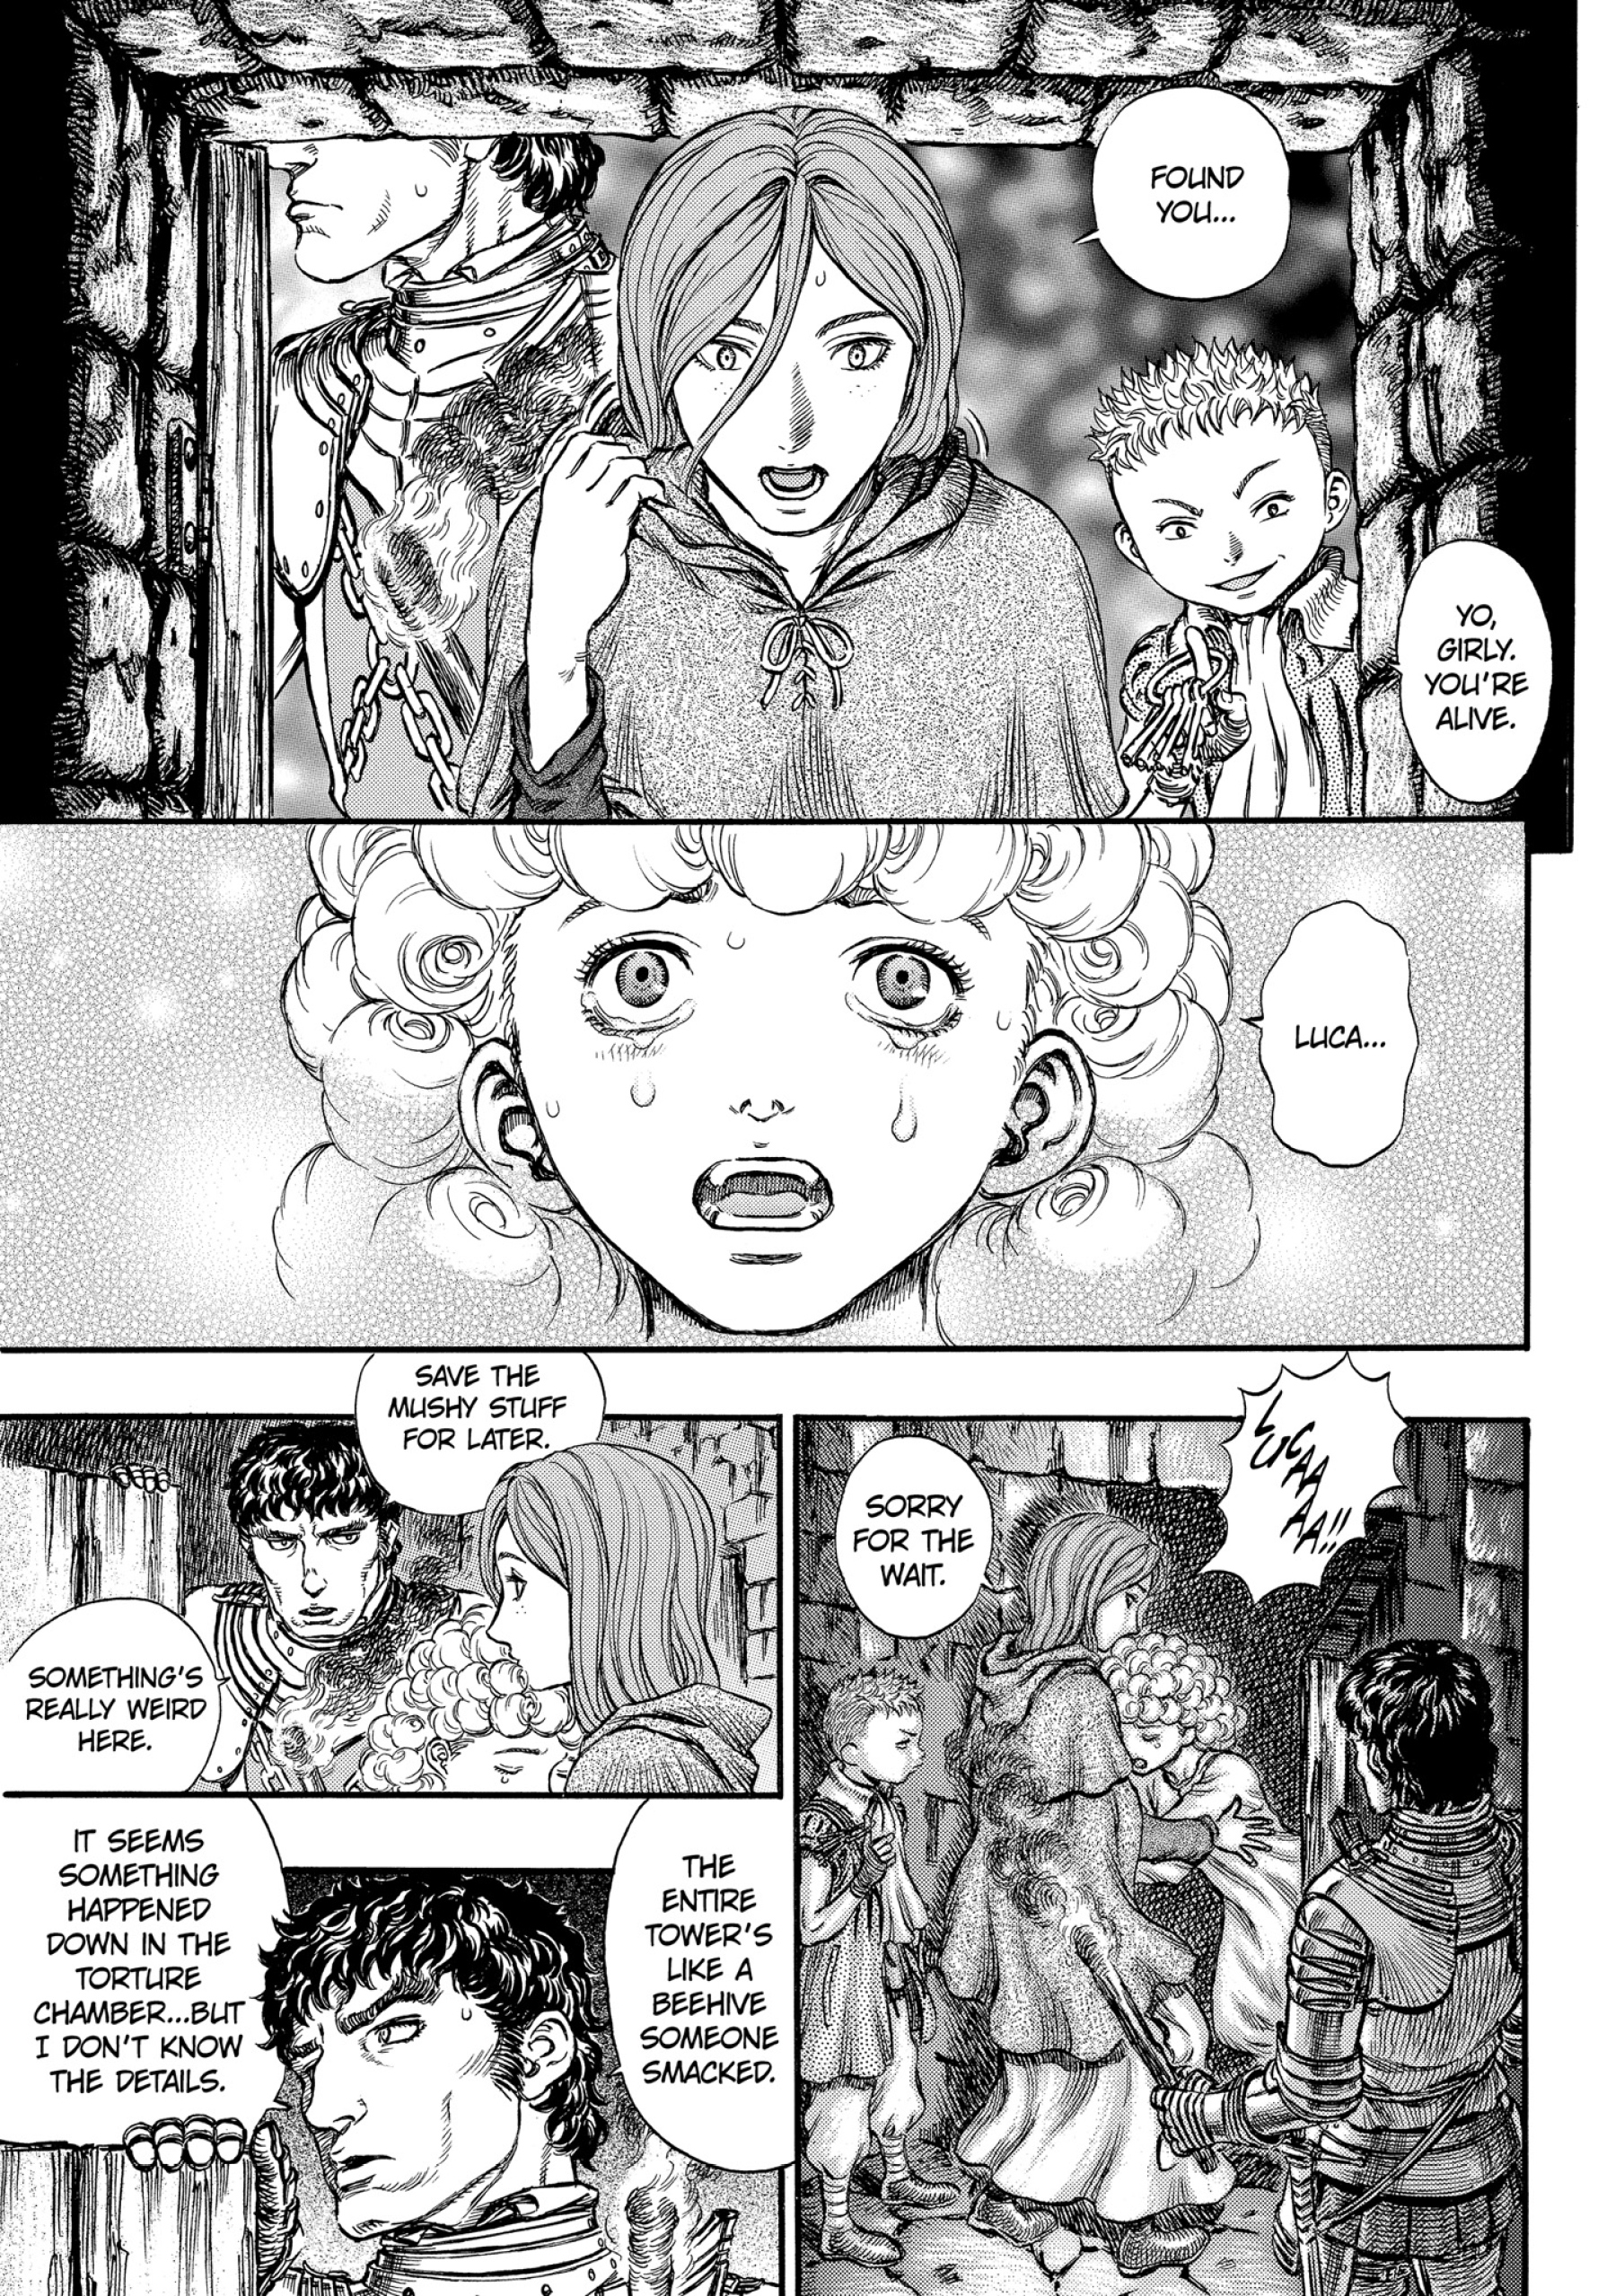 FOUND
YOU...
YO,
GIRLY.
YOU'RE
ALIVE.
LUCA...
LUCAAAAA!!
SORRY
FOR THE
WAIT.
SAVE THE
MUSHY STUFF
FOR LATER.
SOMETHING'S
REALLY WEIRD
HERE.
THE
ENTIRE
TOWER'S
LIKE A
BEEHIVE
SOMEONE
SMACKED.
IT SEEMS
SOMETHING
HAPPENED
DOWN IN THE
TORTURE
CHAMBER...BUT
I DON'T KNOW
THE DETAILS.